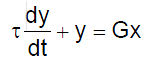 τ dy/dt + y = Gx